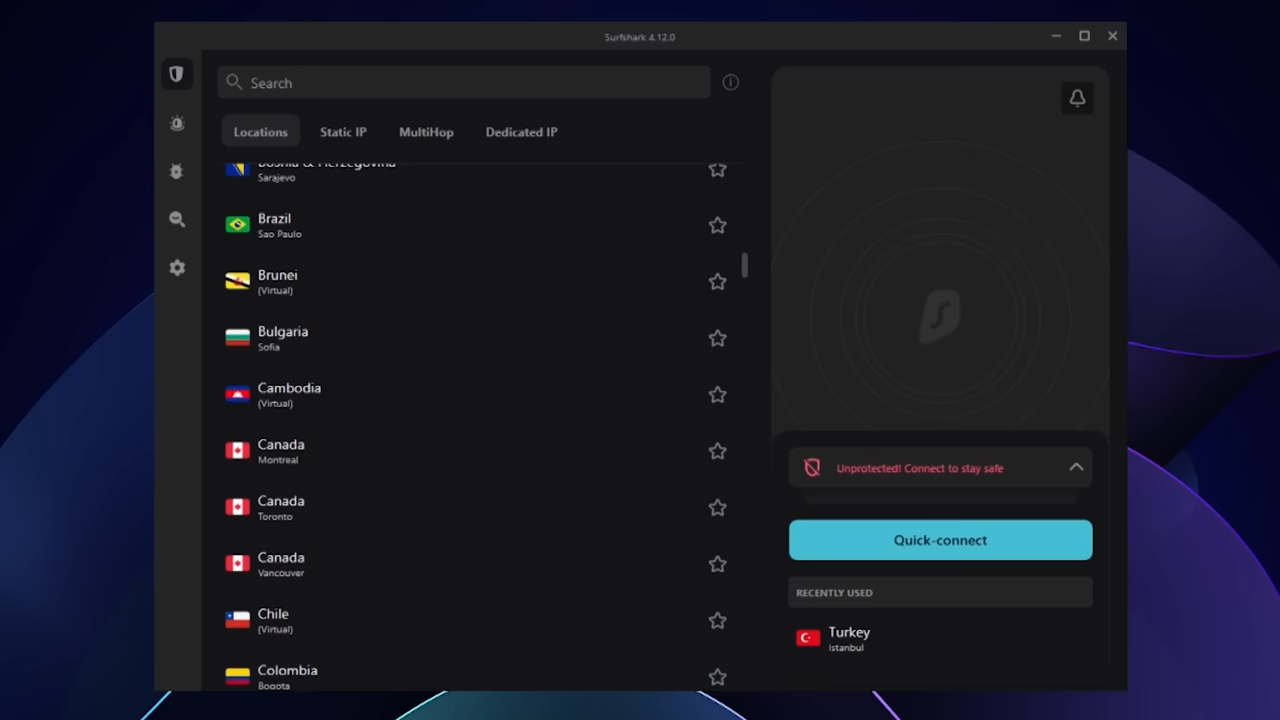 Surfshark 4.12.0
Search
Locations
Static IP
MultiHop
Dedicated IP
Bosnia & Herzegovina
Sarajevo
Brazil
Sao Paulo
Brunei
(Virtual)
Bulgaria
Sofia
Cambodia
(Virtual)
Canada
Montreal
Canada
Toronto
Canada
Vancouver
Chile
(Virtual)
Colombia
Bogota
Unprotected! Connect to stay safe
Quick-connect
RECENTLY USED
Turkey
Istanbul